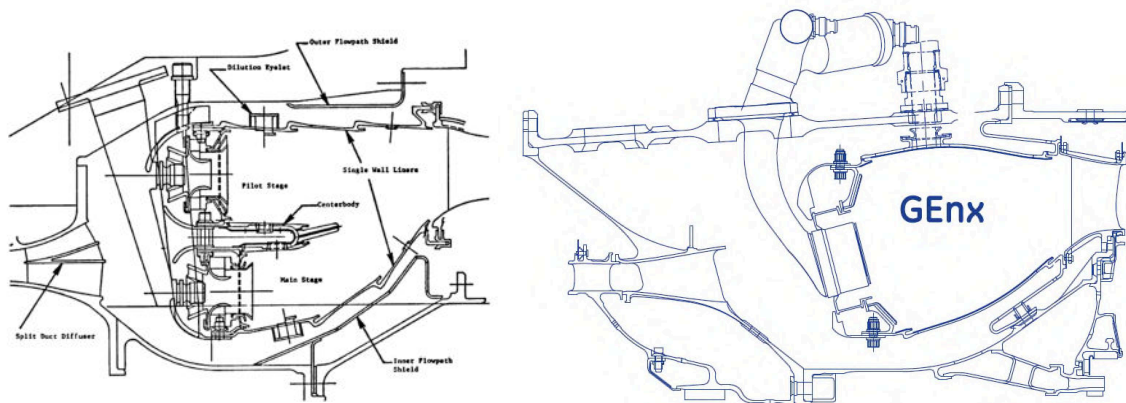 Outer Flowpath Shield
Dilution Eyelet
Single Wall Liners
Pilot Stage
Centerbody
Main Stage
Split Duct Diffuser
Inner Flowpath
Shield
GEnx